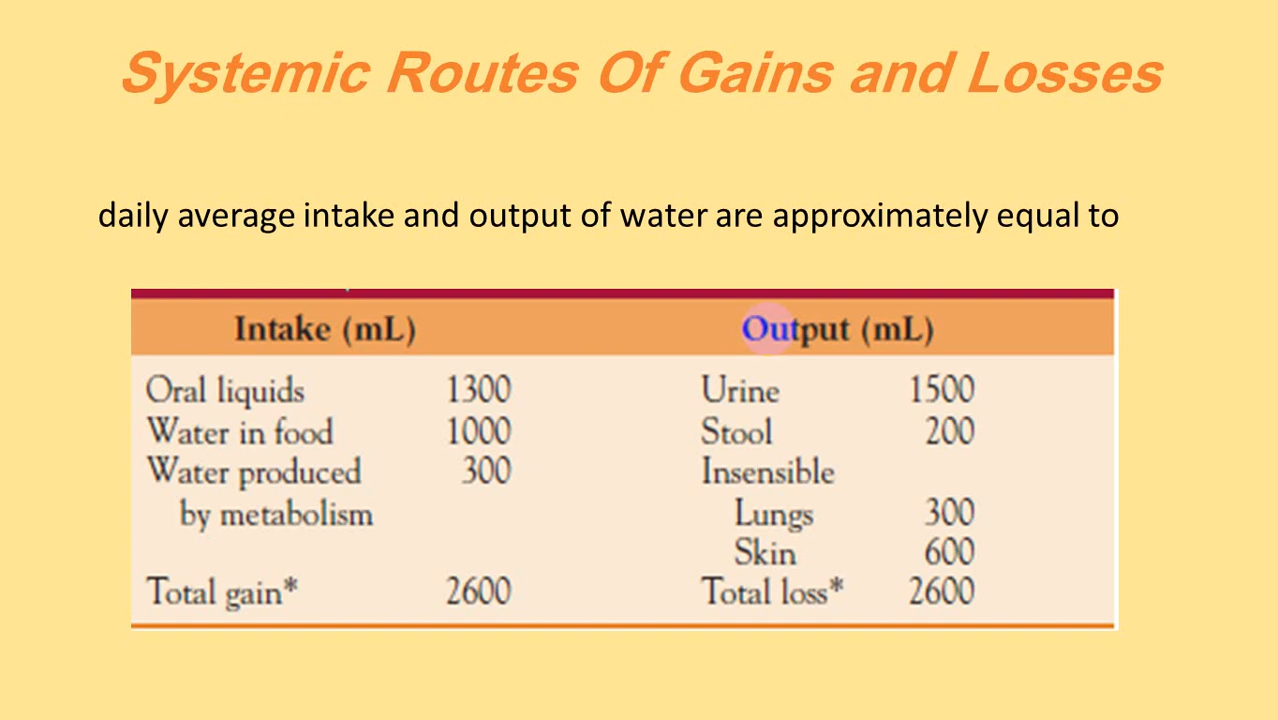 Systemic Routes Of Gains and Losses
daily average intake and output of water are approximately equal to
Intake (mL) Output (mL)
Oral liquids 1300 Urine 1500
Water in food 1000 Stool 200
Water produced 300 Insensible
by metabolism Lungs 300
Skin 600
Total gain* 2600 Total loss* 2600